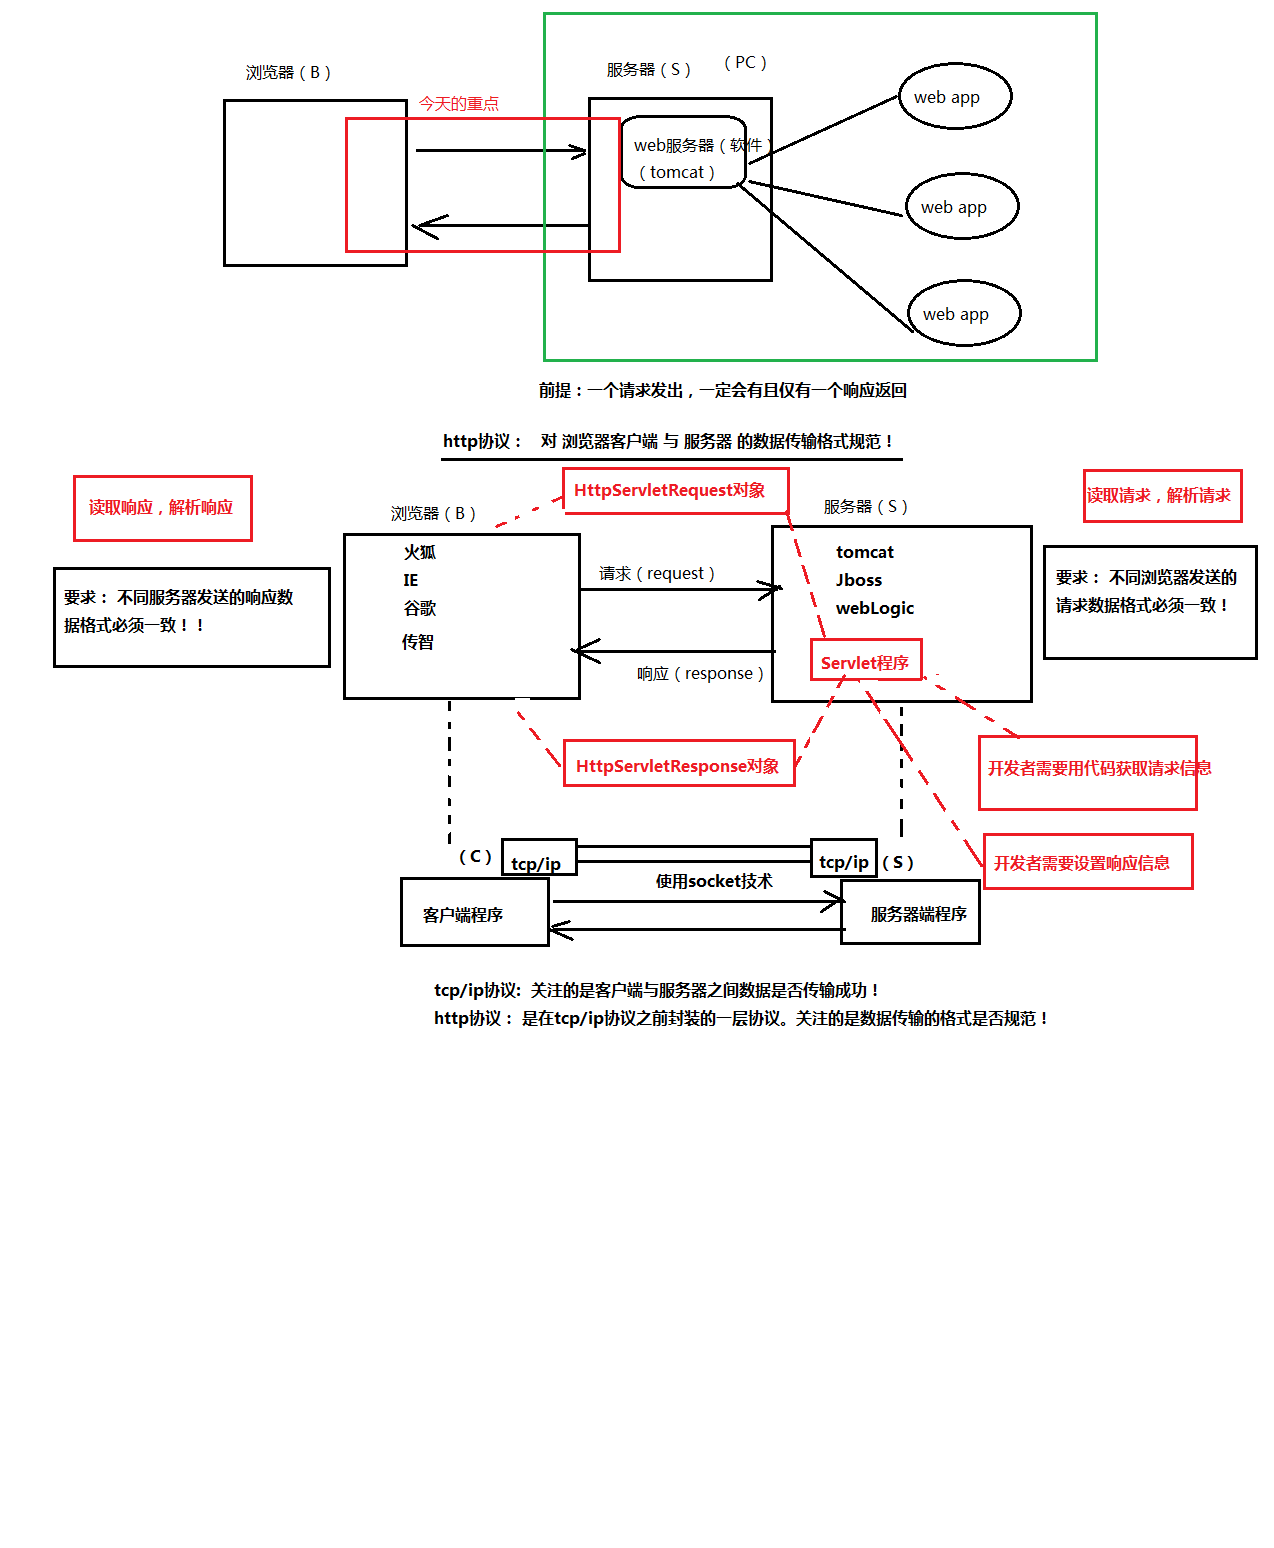 浏览器（B）
服务器（S）
（PC）
今天的重点
web服务器（软件）
（tomcat）
web app
web app
web app
前提：一个请求发出，一定会有且仅有一个响应返回
http协议： 对 浏览器客户端 与 服务器 的数据传输格式规范！
读取响应，解析响应
HttpServletRequest对象
读取请求，解析请求
浏览器（B）
服务器（S）
火狐
IE
谷歌
传智
请求（request）
响应（response）
tomcat
Jboss
webLogic
Servlet程序
要求： 不同服务器发送的响应数
据格式必须一致！！
要求： 不同浏览器发送的
请求数据格式必须一致！
HttpServletResponse对象
开发者需要用代码获取请求信息
开发者需要设置响应信息
（C）
tcp/ip
tcp/ip
（S）
使用socket技术
客户端程序
服务器端程序
tcp/ip协议: 关注的是客户端与服务器之间数据是否传输成功！
http协议： 是在tcp/ip协议之前封装的一层协议。关注的是数据传输的格式是否规范！